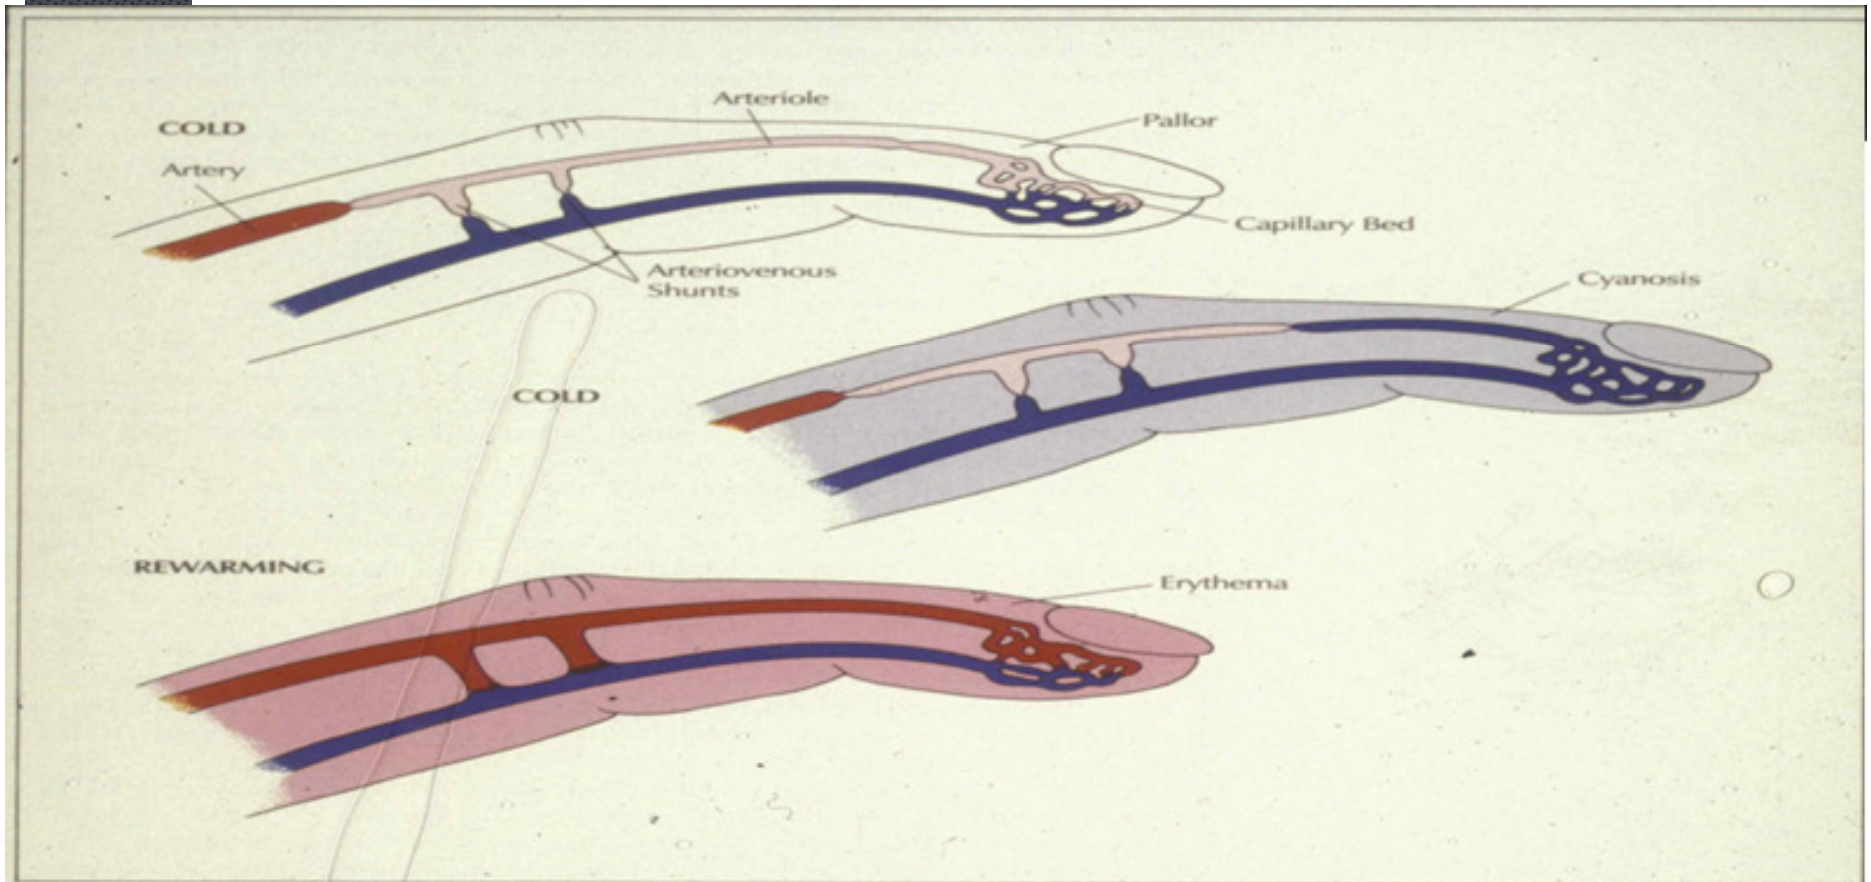 COLD
Artery
Arteriole
Pallor
Capillary Bed
Arteriovenous
Shunts
COLD
Cyanosis
REWARMING
Erythema